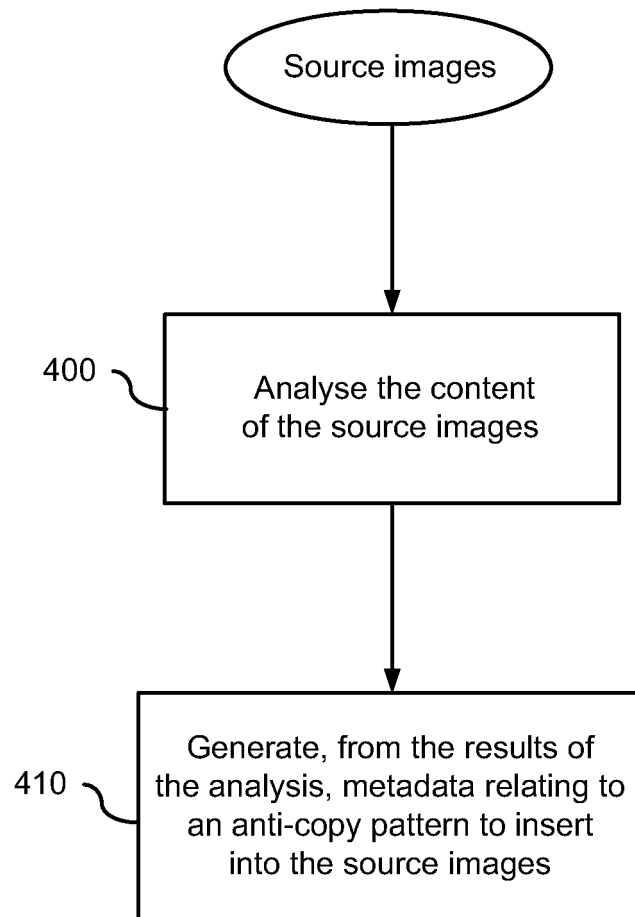 Source images
400
Analyse the content
of the source images
410
Generate, from the results of
the analysis, metadata relating to
an anti-copy pattern to insert
into the source images